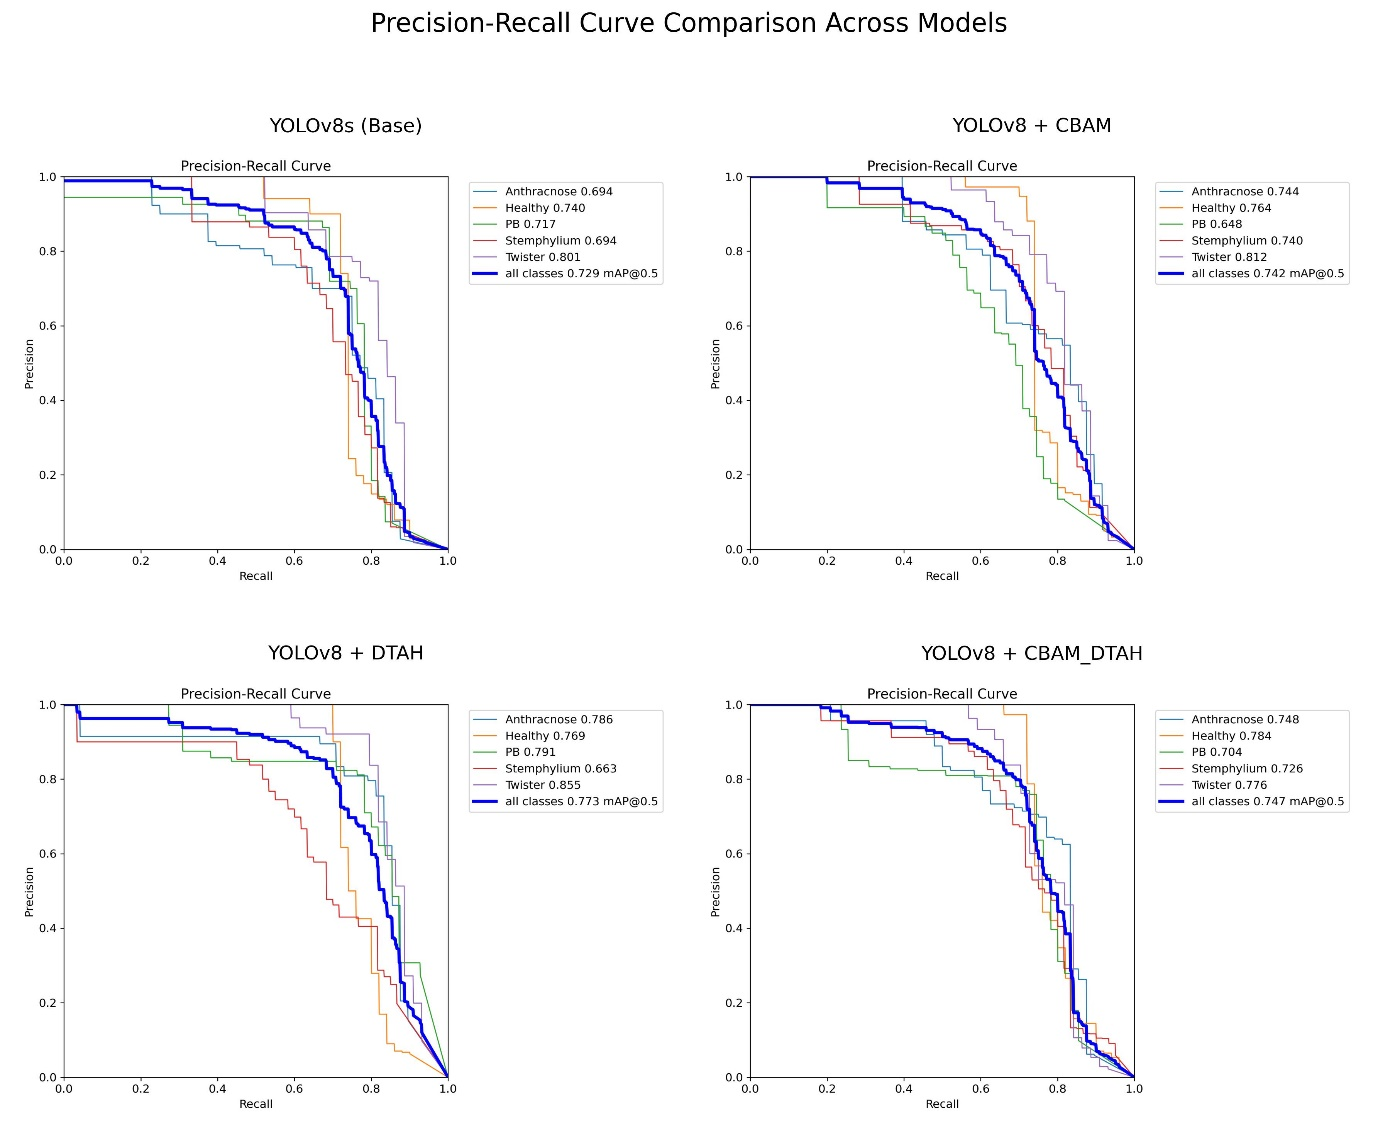 Precision-Recall Curve Comparison Across Models
YOLOv8s (Base)
Precision-Recall Curve
Precision
1.0
0.8
0.6
0.4
0.2
0.0
0.0 0.2 0.4 0.6 0.8 1.0
Recall
Anthracnose 0.694
Healthy 0.740
PB 0.717
Stemphylium 0.694
Twister 0.801
all classes 0.729 mAP@0.5
YOLOv8 + CBAM
Precision-Recall Curve
Precision
1.0
0.8
0.6
0.4
0.2
0.0
0.0 0.2 0.4 0.6 0.8 1.0
Recall
Anthracnose 0.744
Healthy 0.764
PB 0.648
Stemphylium 0.740
Twister 0.812
all classes 0.742 mAP@0.5
YOLOv8 + DTAH
Precision-Recall Curve
Precision
1.0
0.8
0.6
0.4
0.2
0.0
0.0 0.2 0.4 0.6 0.8 1.0
Recall
Anthracnose 0.786
Healthy 0.769
PB 0.791
Stemphylium 0.663
Twister 0.855
all classes 0.773 mAP@0.5
YOLOv8 + CBAM_DTAH
Precision-Recall Curve
Precision
1.0
0.8
0.6
0.4
0.2
0.0
0.0 0.2 0.4 0.6 0.8 1.0
Recall
Anthracnose 0.748
Healthy 0.784
PB 0.704
Stemphylium 0.726
Twister 0.776
all classes 0.747 mAP@0.5